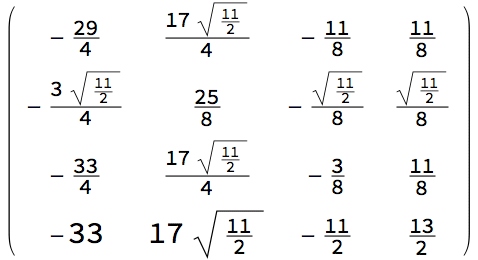 - 29/4 17 √(11/2)/4 - 11/8 11/8
- 3 √(11/2)/4 25/8 - √(11/2)/8 √(11/2)/8
- 33/4 17 √(11/2)/4 - 3/8 11/8
-33 17 √(11/2) - 11/2 13/2